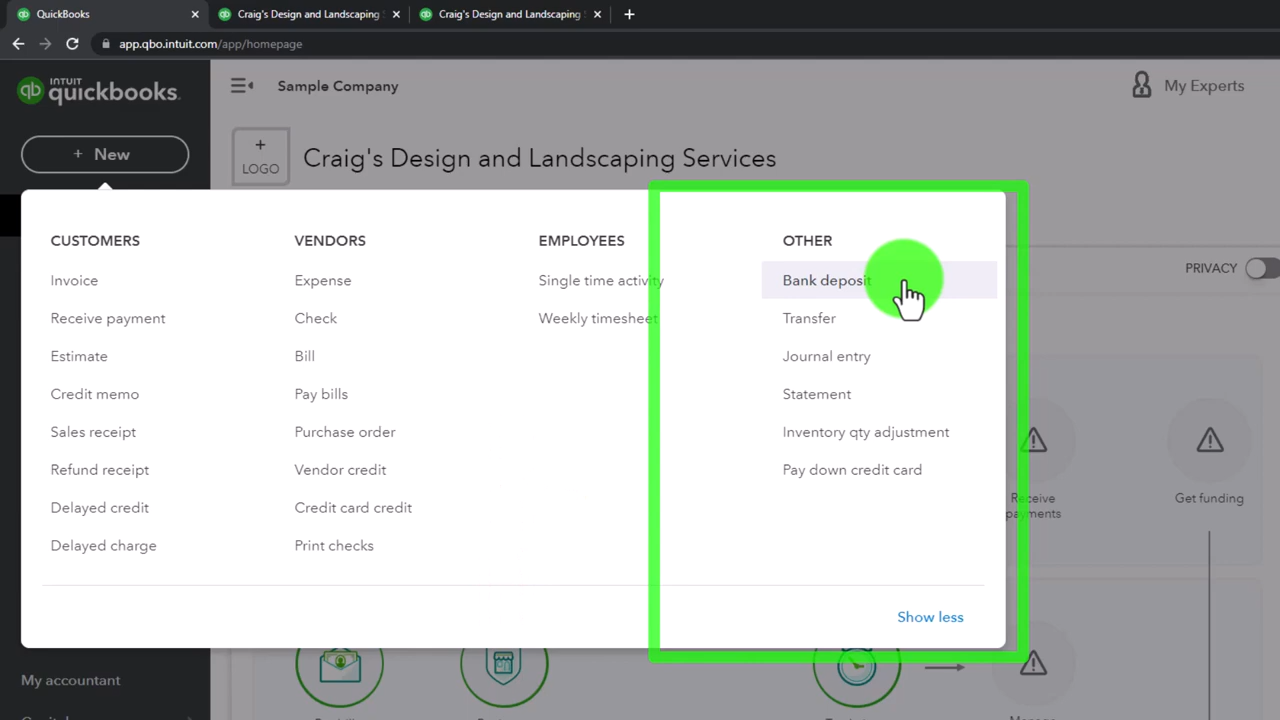 QuickBooks
Craig's Design and Landscaping
Craig's Design and Landscaping
app.qbo.intuit.com/app/homepage
INTUIT
quickbooks.
Sample Company
My Experts
+ New
+
LOGO
Craig's Design and Landscaping Services
PRIVACY
CUSTOMERS
Invoice
Receive payment
Estimate
Credit memo
Sales receipt
Refund receipt
Delayed credit
Delayed charge
VENDORS
Expense
Check
Bill
Pay bills
Purchase order
Vendor credit
Credit card credit
Print checks
EMPLOYEES
Single time activity
Weekly timesheet
OTHER
Bank deposit
Transfer
Journal entry
Statement
Inventory qty adjustment
Pay down credit card
Show less
Receive
payments
Get funding
My accountant